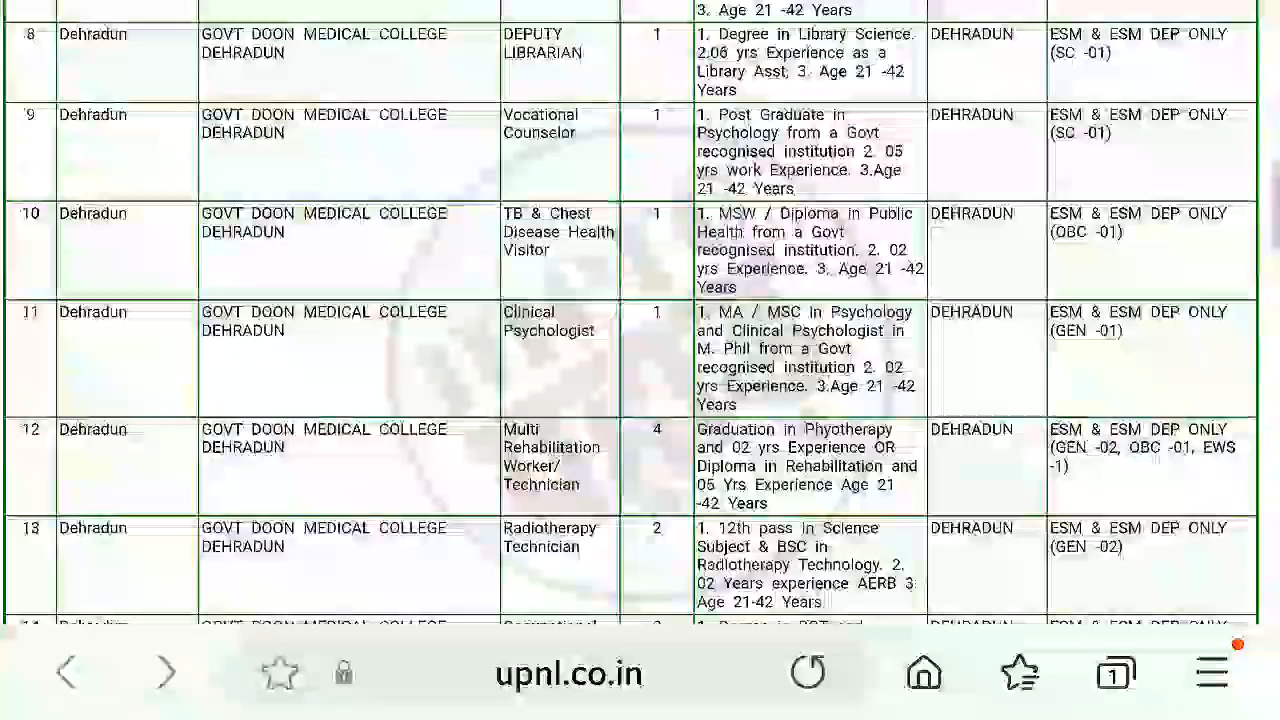 3. Age 21 -42 Years
8 Dehradun GOVT DOON MEDICAL COLLEGE DEPUTY 1 1. Degree in Library Science. DEHRADUN ESM & ESM DEP ONLY
DEHRADUN LIBRARIAN 2.06 yrs Experience as a (SC -01)
Library Asst; 3. Age 21 -42
Years
9 Dehradun GOVT DOON MEDICAL COLLEGE Vocational 1 1. Post Graduate in DEHRADUN ESM & ESM DEP ONLY
DEHRADUN Counselor Psychology from a Govt (SC -01)
recognised institution 2. 05
yrs work Experience. 3.Age
21 -42 Years
10 Dehradun GOVT DOON MEDICAL COLLEGE TB & Chest 1 1. MSW / Diploma in Public DEHRADUN ESM & ESM DEP ONLY
DEHRADUN Disease Health Health from a Govt (OBC -01)
Visitor recognised institution. 2. 02
yrs Experience. 3. Age 21 -42
Years
11 Dehradun GOVT DOON MEDICAL COLLEGE Clinical 1 1. MA / MSC in Psychology DEHRADUN ESM & ESM DEP ONLY
DEHRADUN Psychologist and Clinical Psychologist in (GEN -01)
M. Phil from a Govt
recognised institution 2. 02
yrs Experience. 3.Age 21 -42
Years
12 Dehradun GOVT DOON MEDICAL COLLEGE Multi 4 Graduation in Phyotherapy DEHRADUN ESM & ESM DEP ONLY
DEHRADUN Rehabilitation and 02 yrs Experience OR (GEN -02, OBC -01, EWS
Worker/ Diploma in Rehabilitation and -1)
Technician 05 Yrs Experience Age 21
-42 Years
13 Dehradun GOVT DOON MEDICAL COLLEGE Radiotherapy 2 1. 12th pass in Science DEHRADUN ESM & ESM DEP ONLY
DEHRADUN Technician Subject & BSC in (GEN -02)
Radiotherapy Technology. 2.
02 Years experience AERB 3.
Age 21-42 Years
upnl.co.in 1